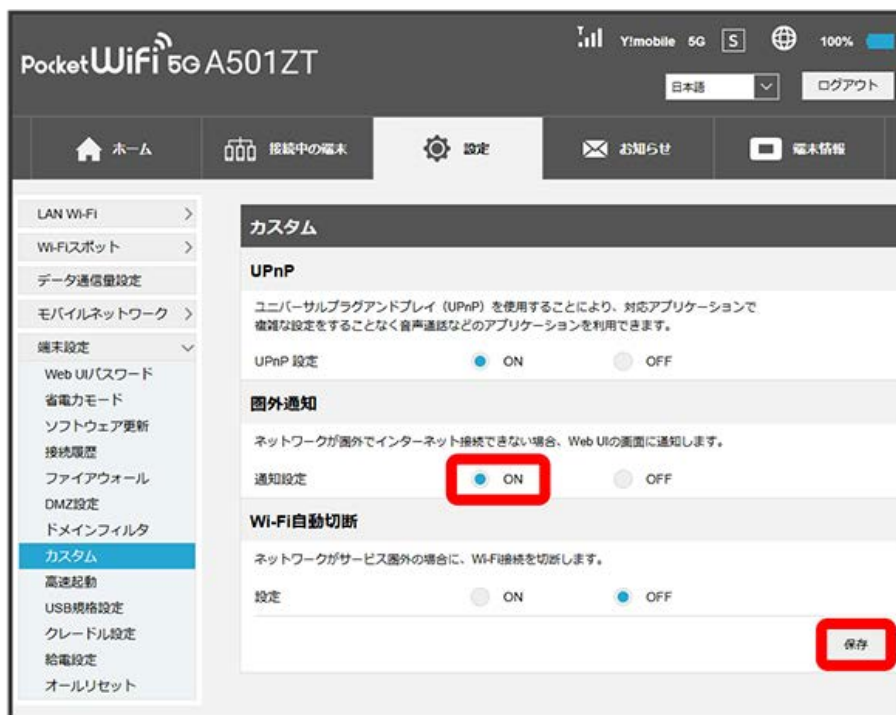 Y!mobile 5G S 100%
PocketWiFi 5G A501ZT
日本語 ログアウト
ホーム 接続中の端末 設定 お知らせ 端末情報
LAN Wi-Fi
Wi-Fiスポット
データ通信量設定
モバイルネットワーク
端末設定
Web UIパスワード
省電力モード
ソフトウェア更新
接続履歴
ファイアウォール
DMZ設定
ドメインフィルタ
カスタム
高速起動
USB規格設定
クレードル設定
給電設定
オールリセット
カスタム
UPnP
ユニバーサルプラグアンドプレイ（UPnP）を使用することにより、対応アプリケーションで
複雑な設定をすることなく音声通話などのアプリケーションを利用できます。
UPnP 設定 ON OFF
圏外通知
ネットワークが圏外でインターネット接続できない場合、Web UIの画面に通知します。
通知設定 ON OFF
Wi-Fi自動切断
ネットワークがサービス圏外の場合に、Wi-Fi接続を切断します。
設定 ON OFF
保存